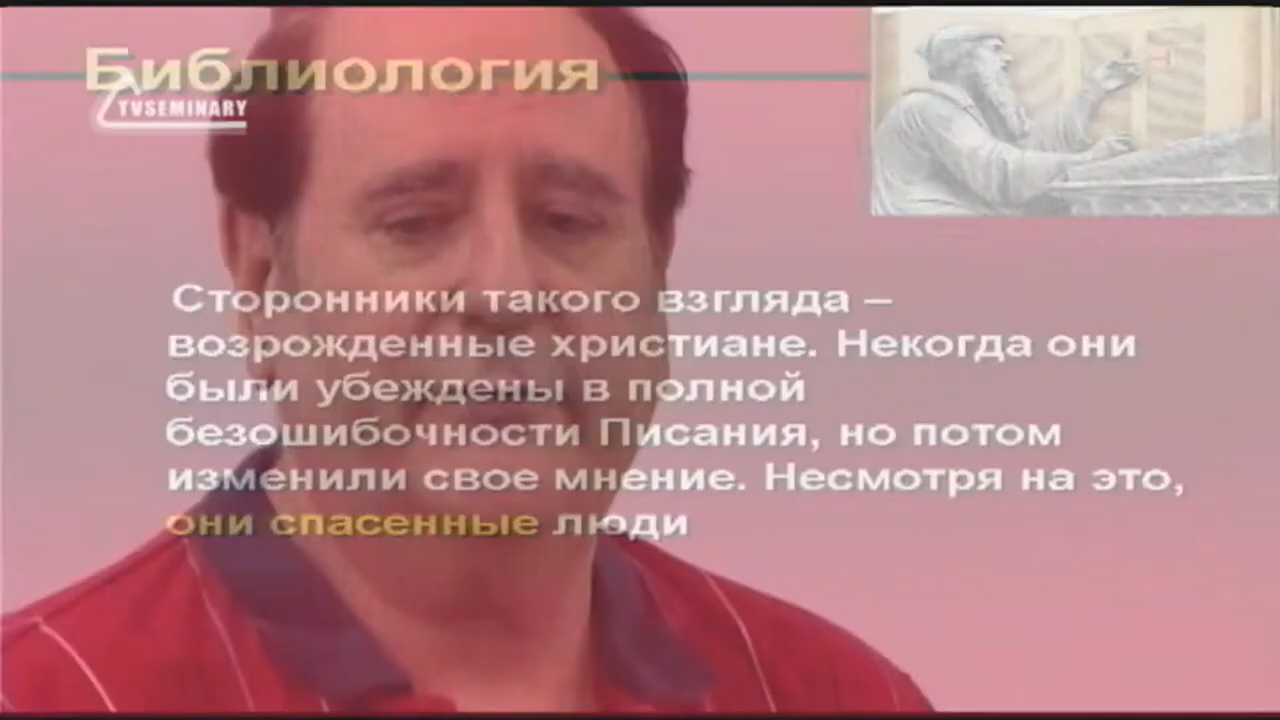 Библиология
TVSEMINARY
Сторонники такого взгляда –
возрожденные христиане. Некогда они
были убеждены в полной
безошибочности Писания, но потом
изменили свое мнение. Несмотря на это,
они спасенные люди